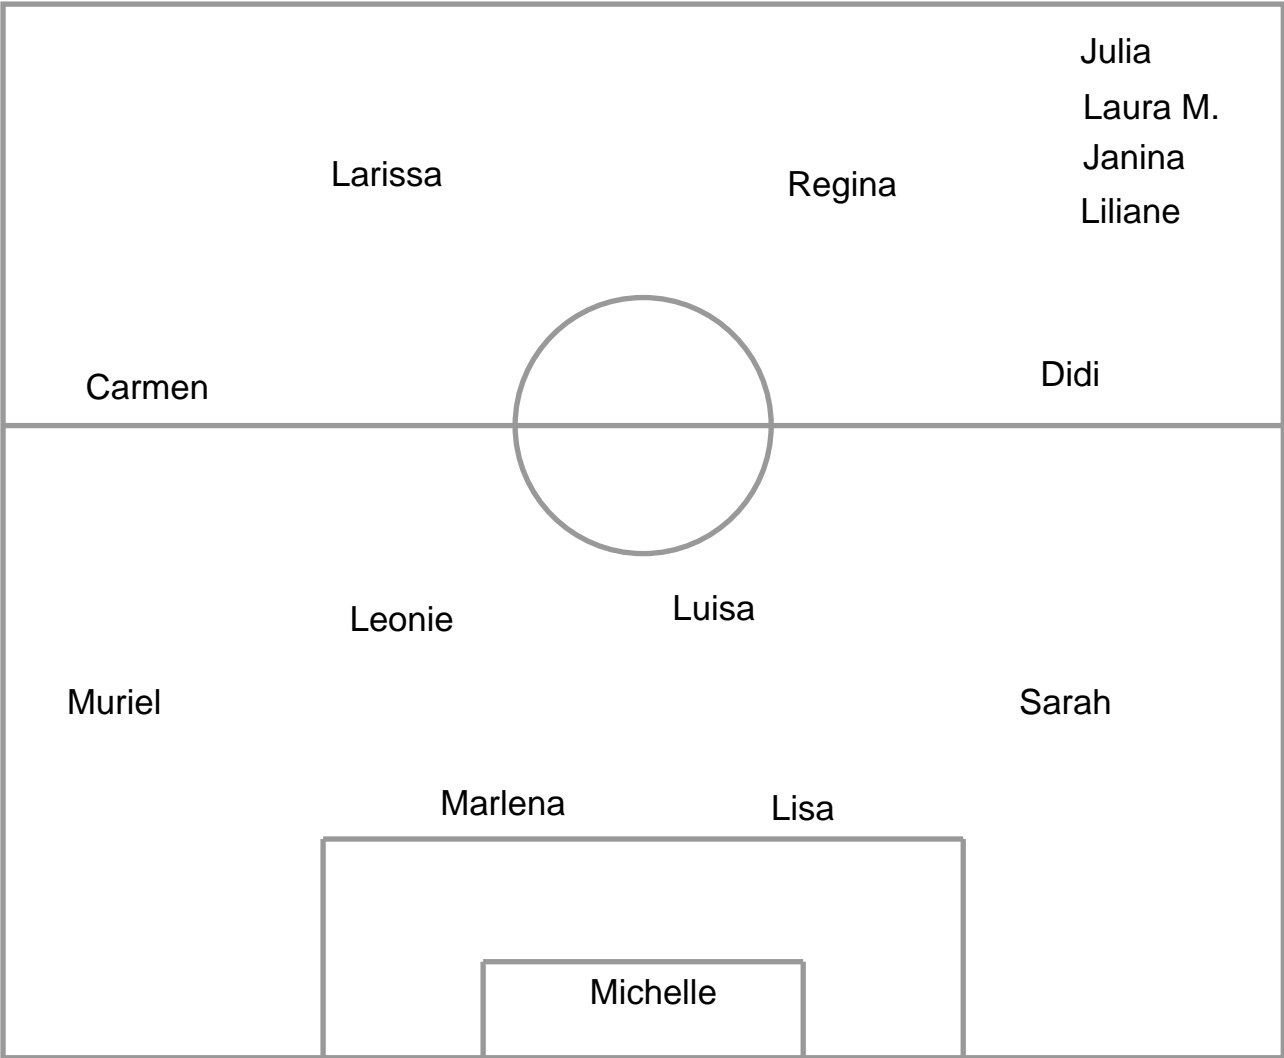 Julia
Laura M.
Janina
Liliane
Larissa
Regina
Carmen
Didi
Leonie
Luisa
Muriel
Sarah
Marlena
Lisa
Michelle